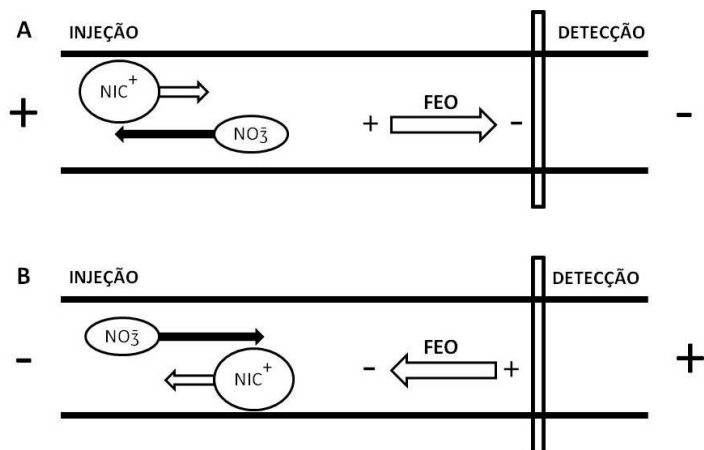 A INJEÇÃO DETECÇÃO
NIC+
+ + FEO - -
NO3̄
B INJEÇÃO DETECÇÃO
NO3̄
- - FEO + +
NIC+